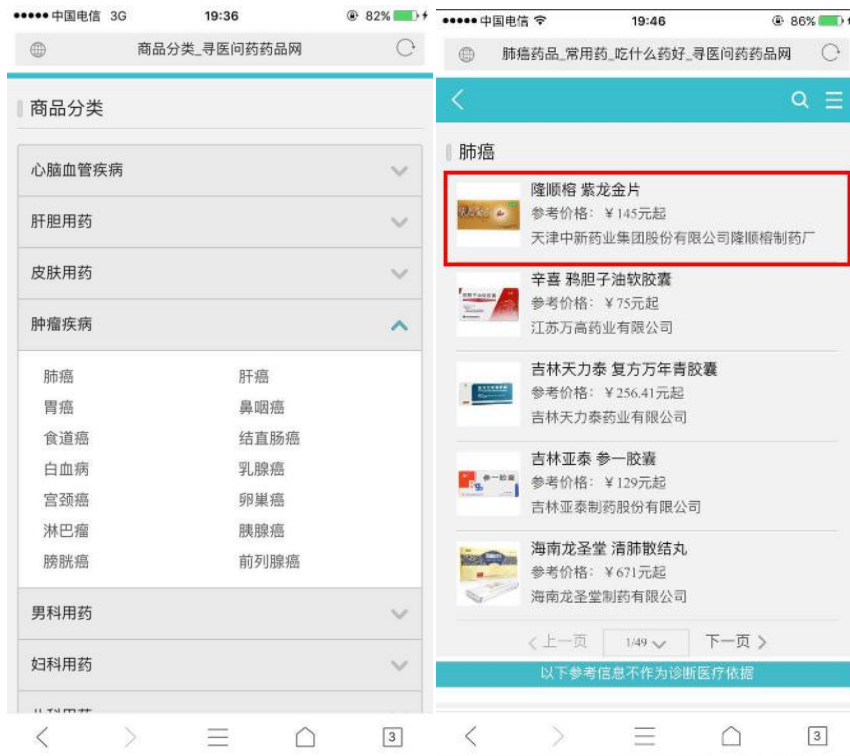 中国电信 3G 19:36 82%
商品分类_寻医问药药品网
商品分类
心脑血管疾病
肝胆用药
皮肤用药
肿瘤疾病
肺癌 肝癌
胃癌 鼻咽癌
食道癌 结直肠癌
白血病 乳腺癌
宫颈癌 卵巢癌
淋巴瘤 胰腺癌
膀胱癌 前列腺癌
男科用药
妇科用药
3
中国电信 19:46 86%
肺癌药品_常用药_吃什么药好_寻医问药药品网
肺癌
隆顺榕 紫龙金片
参考价格：￥145元起
天津中新药业集团股份有限公司隆顺榕制药厂
辛喜 鸦胆子油软胶囊
参考价格：￥75元起
江苏万高药业有限公司
吉林天力泰 复方万年青胶囊
参考价格：￥256.41元起
吉林天力泰药业有限公司
吉林亚泰 参一胶囊
参考价格：￥129元起
吉林亚泰制药股份有限公司
海南龙圣堂 清肺散结丸
参考价格：￥671元起
海南龙圣堂制药有限公司
上一页 1/49 下一页
以下参考信息不作为诊断医疗依据
3